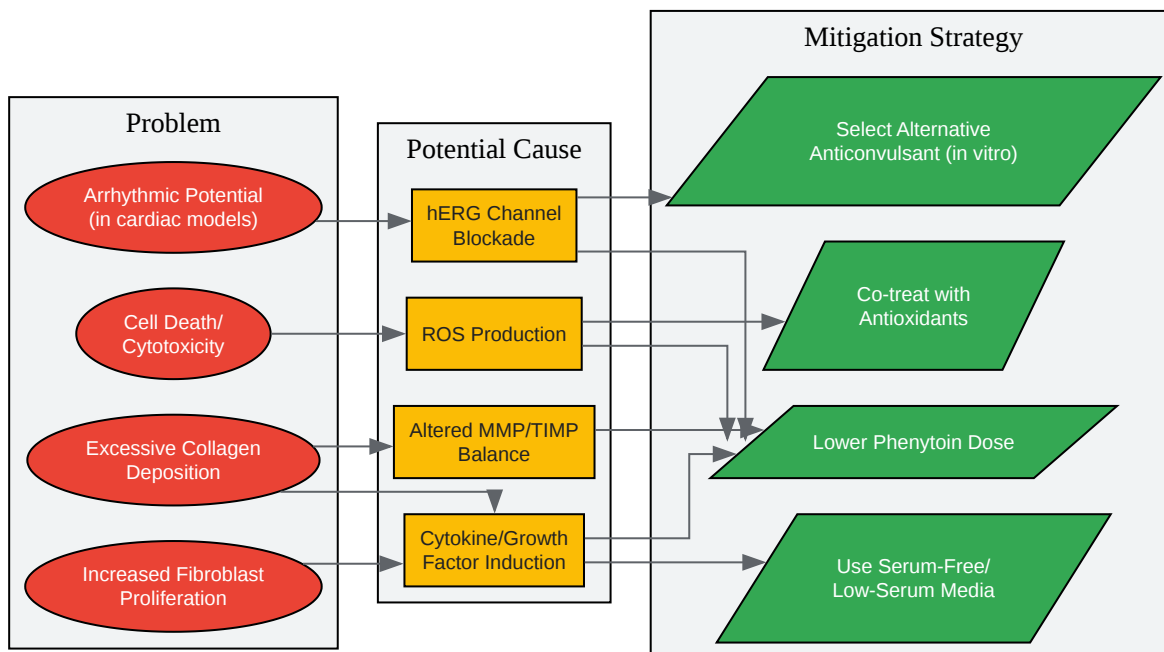 Problem
Arrhythmic Potential
(in cardiac models)
Cell Death/
Cytotoxicity
Excessive Collagen
Deposition
Increased Fibroblast
Proliferation
Potential Cause
hERG Channel
Blockade
ROS Production
Altered MMP/TIMP
Balance
Cytokine/Growth
Factor Induction
Mitigation Strategy
Select Alternative
Anticonvulsant (in vitro)
Co-treat with
Antioxidants
Lower Phenytoin Dose
Use Serum-Free/
Low-Serum Media